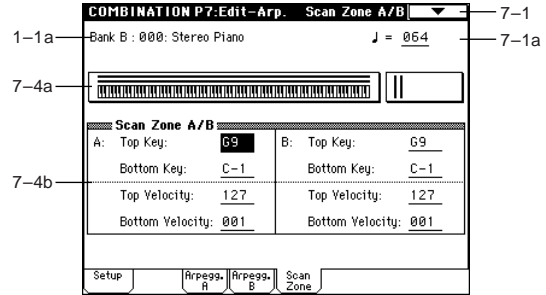 COMBINATION P7:Edit-Arp. Scan Zone A/B
7–1
1–1a
Bank B : 000: Stereo Piano
♩ = 064
7–1a
7–4a
Scan Zone A/B
A: Top Key: G9 B: Top Key: G9
Bottom Key: C-1 Bottom Key: C-1
7–4b
Top Velocity: 127 Top Velocity: 127
Bottom Velocity: 001 Bottom Velocity: 001
Setup Arpegg. A Arpegg. B Scan Zone